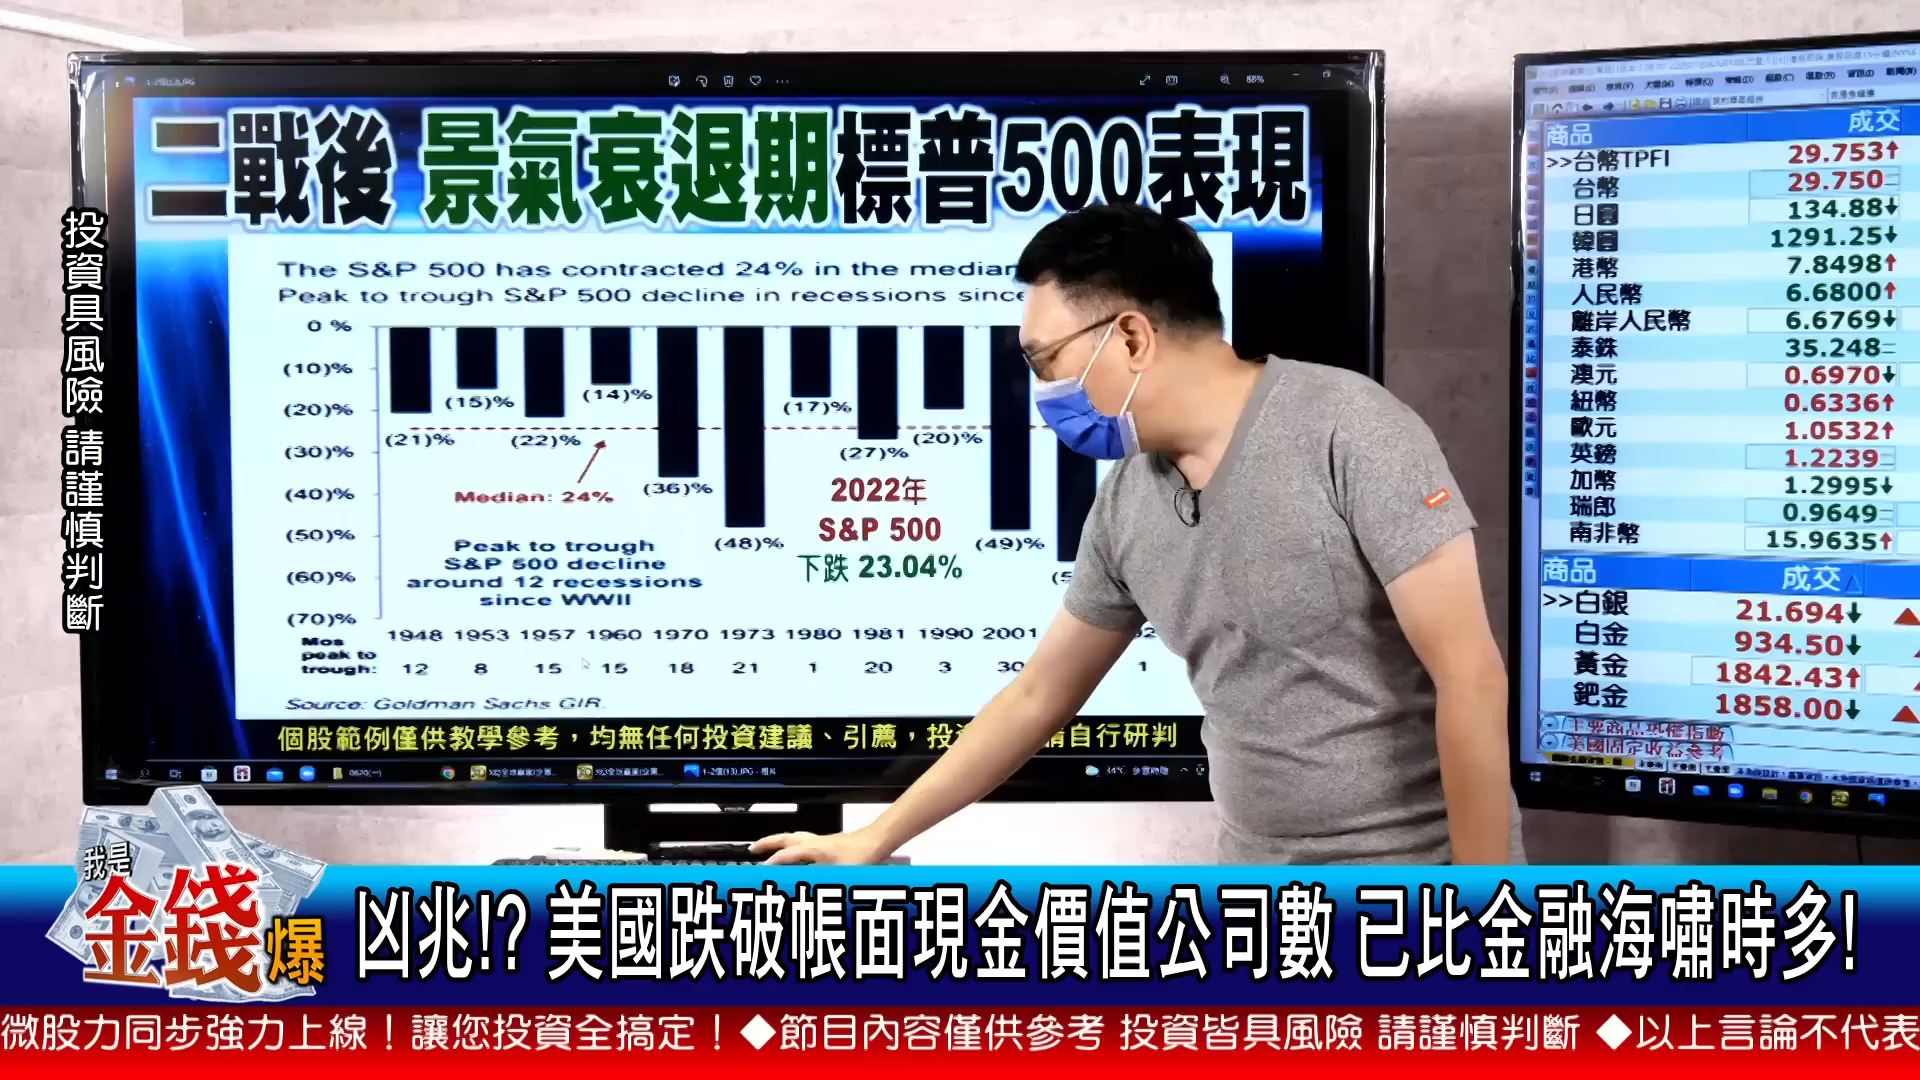 投資具風險 請謹慎判斷
二戰後 景氣衰退期標普500表現
The S&P 500 has contracted 24% in the median
Peak to trough S&P 500 decline in recessions since
0 %
(10)%
(20)%
(30)%
(40)%
(50)%
(60)%
(70)%
(21)%
(15)%
(22)%
(14)%
(36)%
(48)%
(17)%
(27)%
(20)%
(49)%
Median: 24%
Peak to trough
S&P 500 decline
around 12 recessions
since WWII
2022年
S&P 500
下跌 23.04%
1948 1953 1957 1960 1970 1973 1980 1981 1990 2001
Mos
peak to
trough:
12 8 15 15 18 21 1 20 3 30 1
Source: Goldman Sachs GIR.
個股範例僅供教學參考，均無任何投資建議、引薦，投資 請自行研判
88%
34°C
商品 成交
>>台幣TPFI 29.753↑
台幣 29.750
日圓 134.88↓
韓圓 1291.25↓
港幣 7.8498↑
人民幣 6.6800↑
離岸人民幣 6.6769↓
泰銖 35.248
澳元 0.6970↓
紐幣 0.6336↑
歐元 1.0532↑
英鎊 1.2239
加幣 1.2995↓
瑞郎 0.9649
南非幣 15.9635↑
商品 成交
>>白銀 21.694↓
白金 934.50↓
黃金 1842.43↑
鈀金 1858.00↓
我是
金錢爆
凶兆!? 美國跌破帳面現金價值公司數 已比金融海嘯時多!
微股力同步強力上線！讓您投資全搞定！◆節目內容僅供參考 投資皆具風險 請謹慎判斷 ◆以上言論不代表